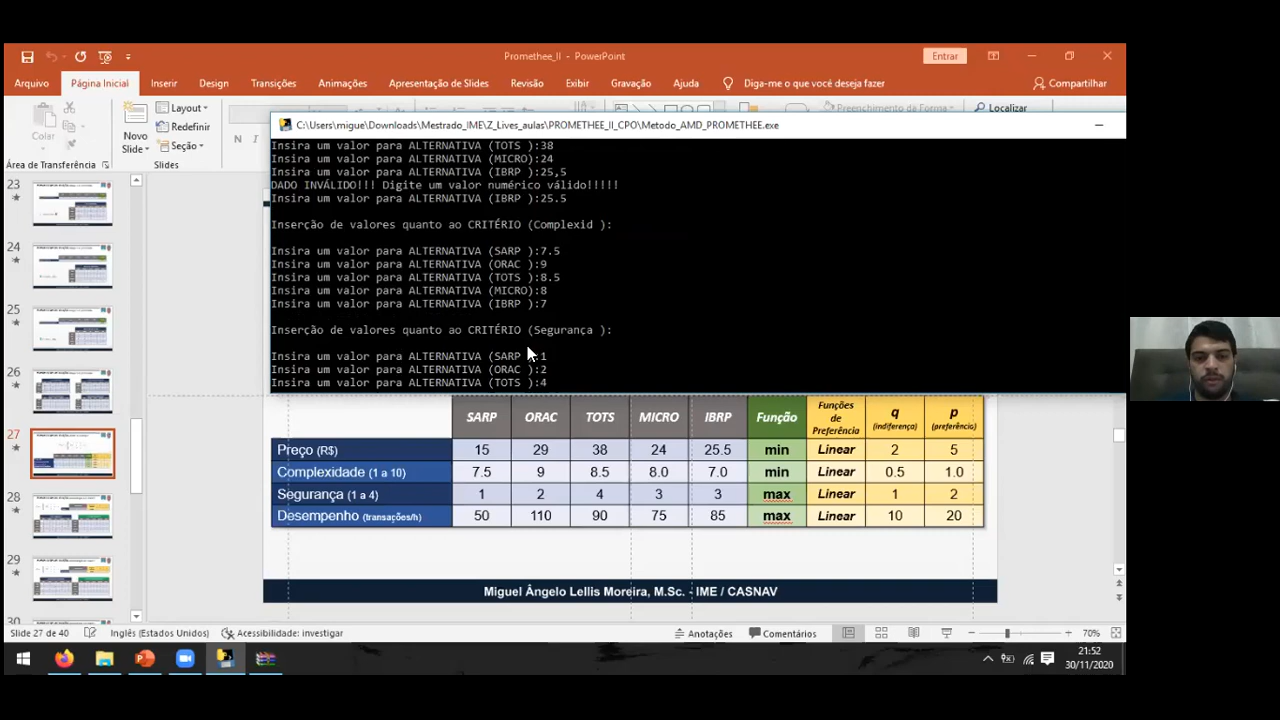 Promethee_II - PowerPoint
Entrar
Arquivo
Página Inicial
Inserir
Design
Transições
Animações
Apresentação de Slides
Revisão
Exibir
Gravação
Ajuda
Diga-me o que você deseja fazer
Compartilhar
Colar
Área de Transferência
Novo
Slide
Layout
Redefinir
Seção
Slides
N
I
Preenchimento da Forma
Localizar
C:\Users\migue\Downloads\Mestrado_IME\Z_Lives_aulas\PROMETHEE_II_CPO\Metodo_AMD_PROMETHEE.exe
Insira um valor para ALTERNATIVA (TOTS ):38
Insira um valor para ALTERNATIVA (MICRO):24
Insira um valor para ALTERNATIVA (IBRP ):25,5
DADO INVÁLIDO!!! Digite um valor numérico válido!!!!!
Insira um valor para ALTERNATIVA (IBRP ):25.5
Inserção de valores quanto ao CRITÉRIO (Complexid ):
Insira um valor para ALTERNATIVA (SARP ):7.5
Insira um valor para ALTERNATIVA (ORAC ):9
Insira um valor para ALTERNATIVA (TOTS ):8.5
Insira um valor para ALTERNATIVA (MICRO):8
Insira um valor para ALTERNATIVA (IBRP ):7
Inserção de valores quanto ao CRITÉRIO (Segurança ):
Insira um valor para ALTERNATIVA (SARP ):1
Insira um valor para ALTERNATIVA (ORAC ):2
Insira um valor para ALTERNATIVA (TOTS ):4
23
24
25
26
27
28
29
30
SARP ORAC TOTS MICRO IBRP Função Funções de Preferência q (indiferença) p (preferência)
Preço (R$) 15 29 38 24 25.5 min Linear 2 5
Complexidade (1 a 10) 7.5 9 8.5 8.0 7.0 min Linear 0.5 1.0
Segurança (1 a 4) 1 2 4 3 3 max Linear 1 2
Desempenho (transações/h) 50 110 90 75 85 max Linear 10 20
Miguel Ângelo Lellis Moreira, M.Sc. - IME / CASNAV
Slide 27 de 40
Inglês (Estados Unidos)
Acessibilidade: investigar
Anotações
Comentários
70%
21:52
30/11/2020